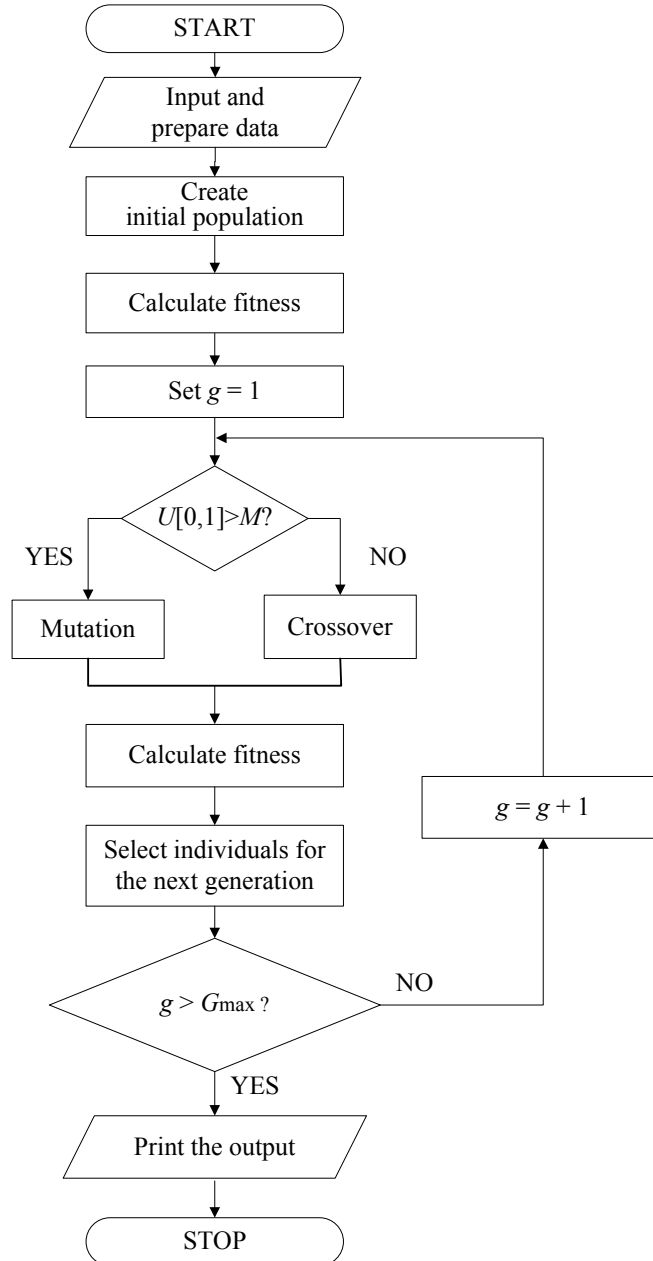 START
Input and
prepare data
Create
initial population
Calculate fitness
Set g = 1
U[0,1]>M?
YES
NO
Mutation
Crossover
Calculate fitness
g = g + 1
Select individuals for
the next generation
g > Gmax ?
NO
YES
Print the output
STOP